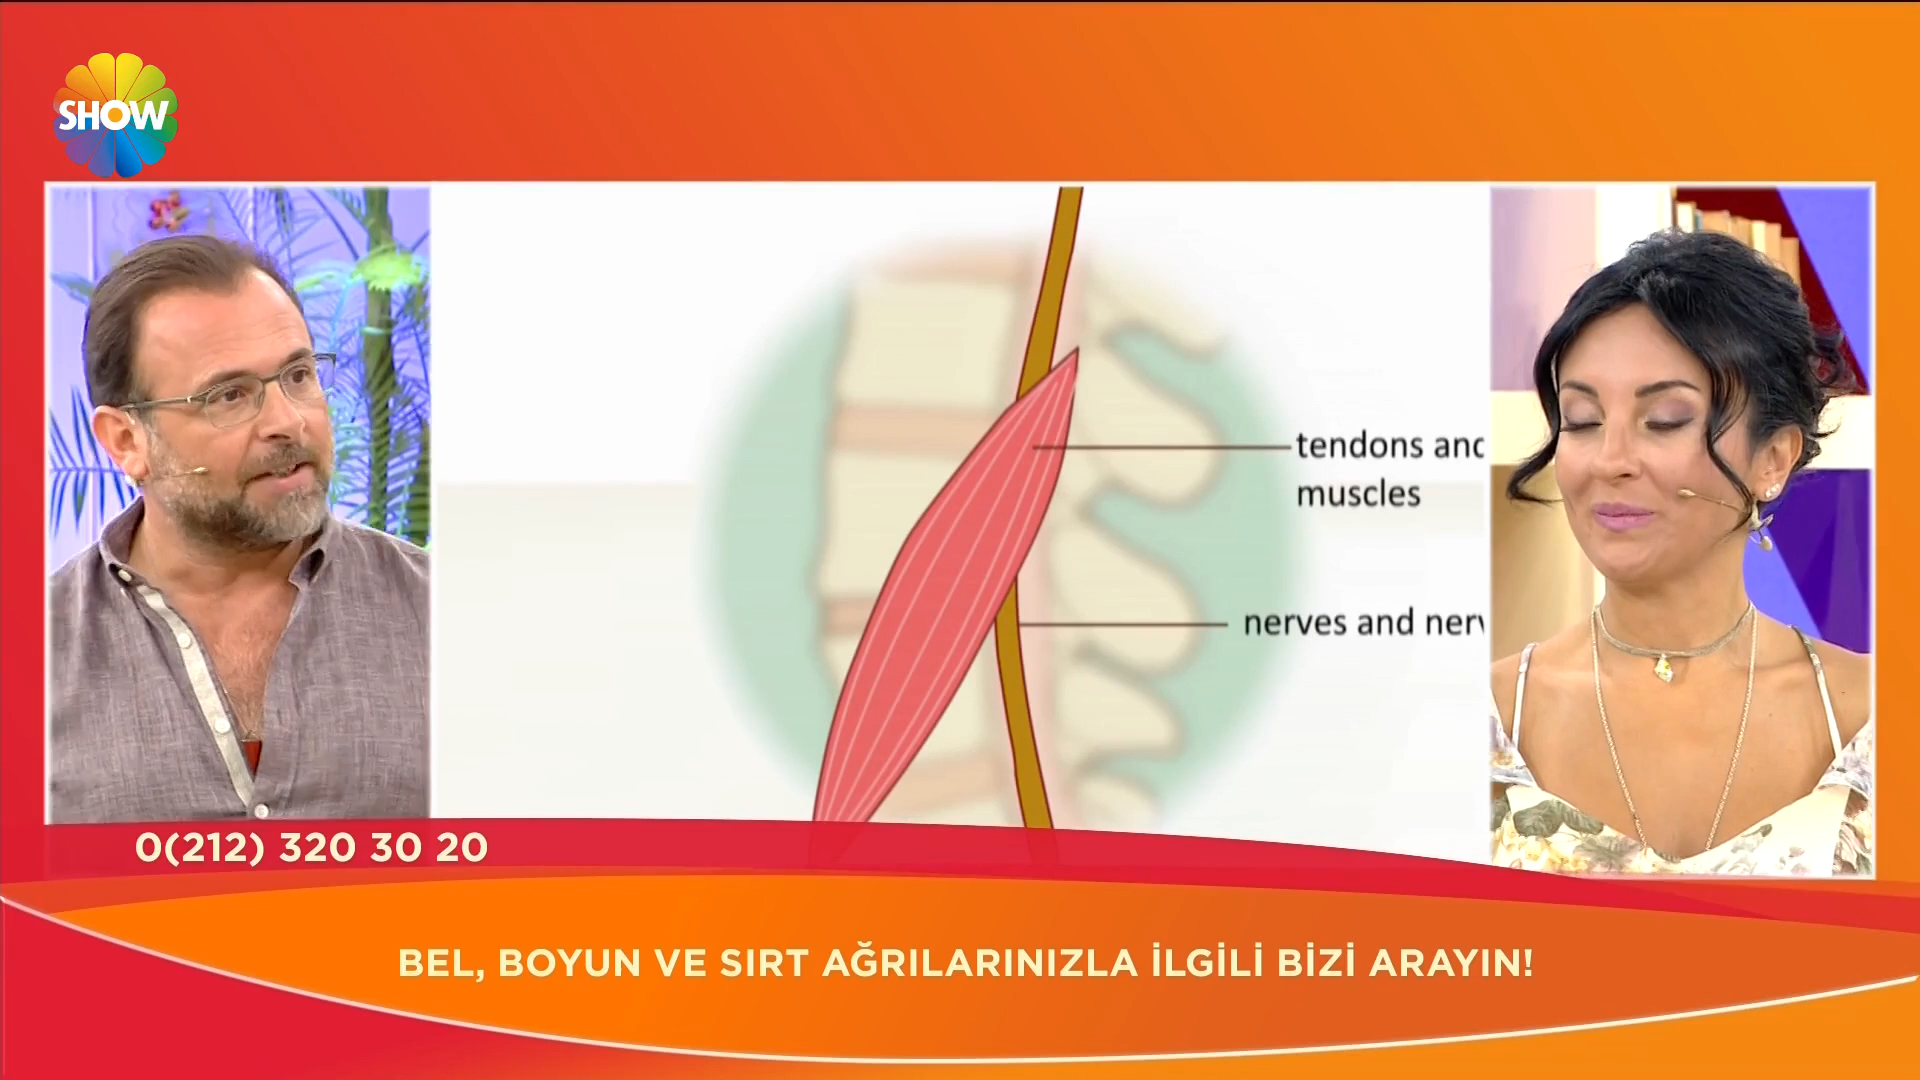 SHOW
tendons and
muscles
nerves and
0(212) 320 30 20
BEL, BOYUN VE SIRT AĞRILARINIZLA İLGİLİ BİZİ ARAYIN!